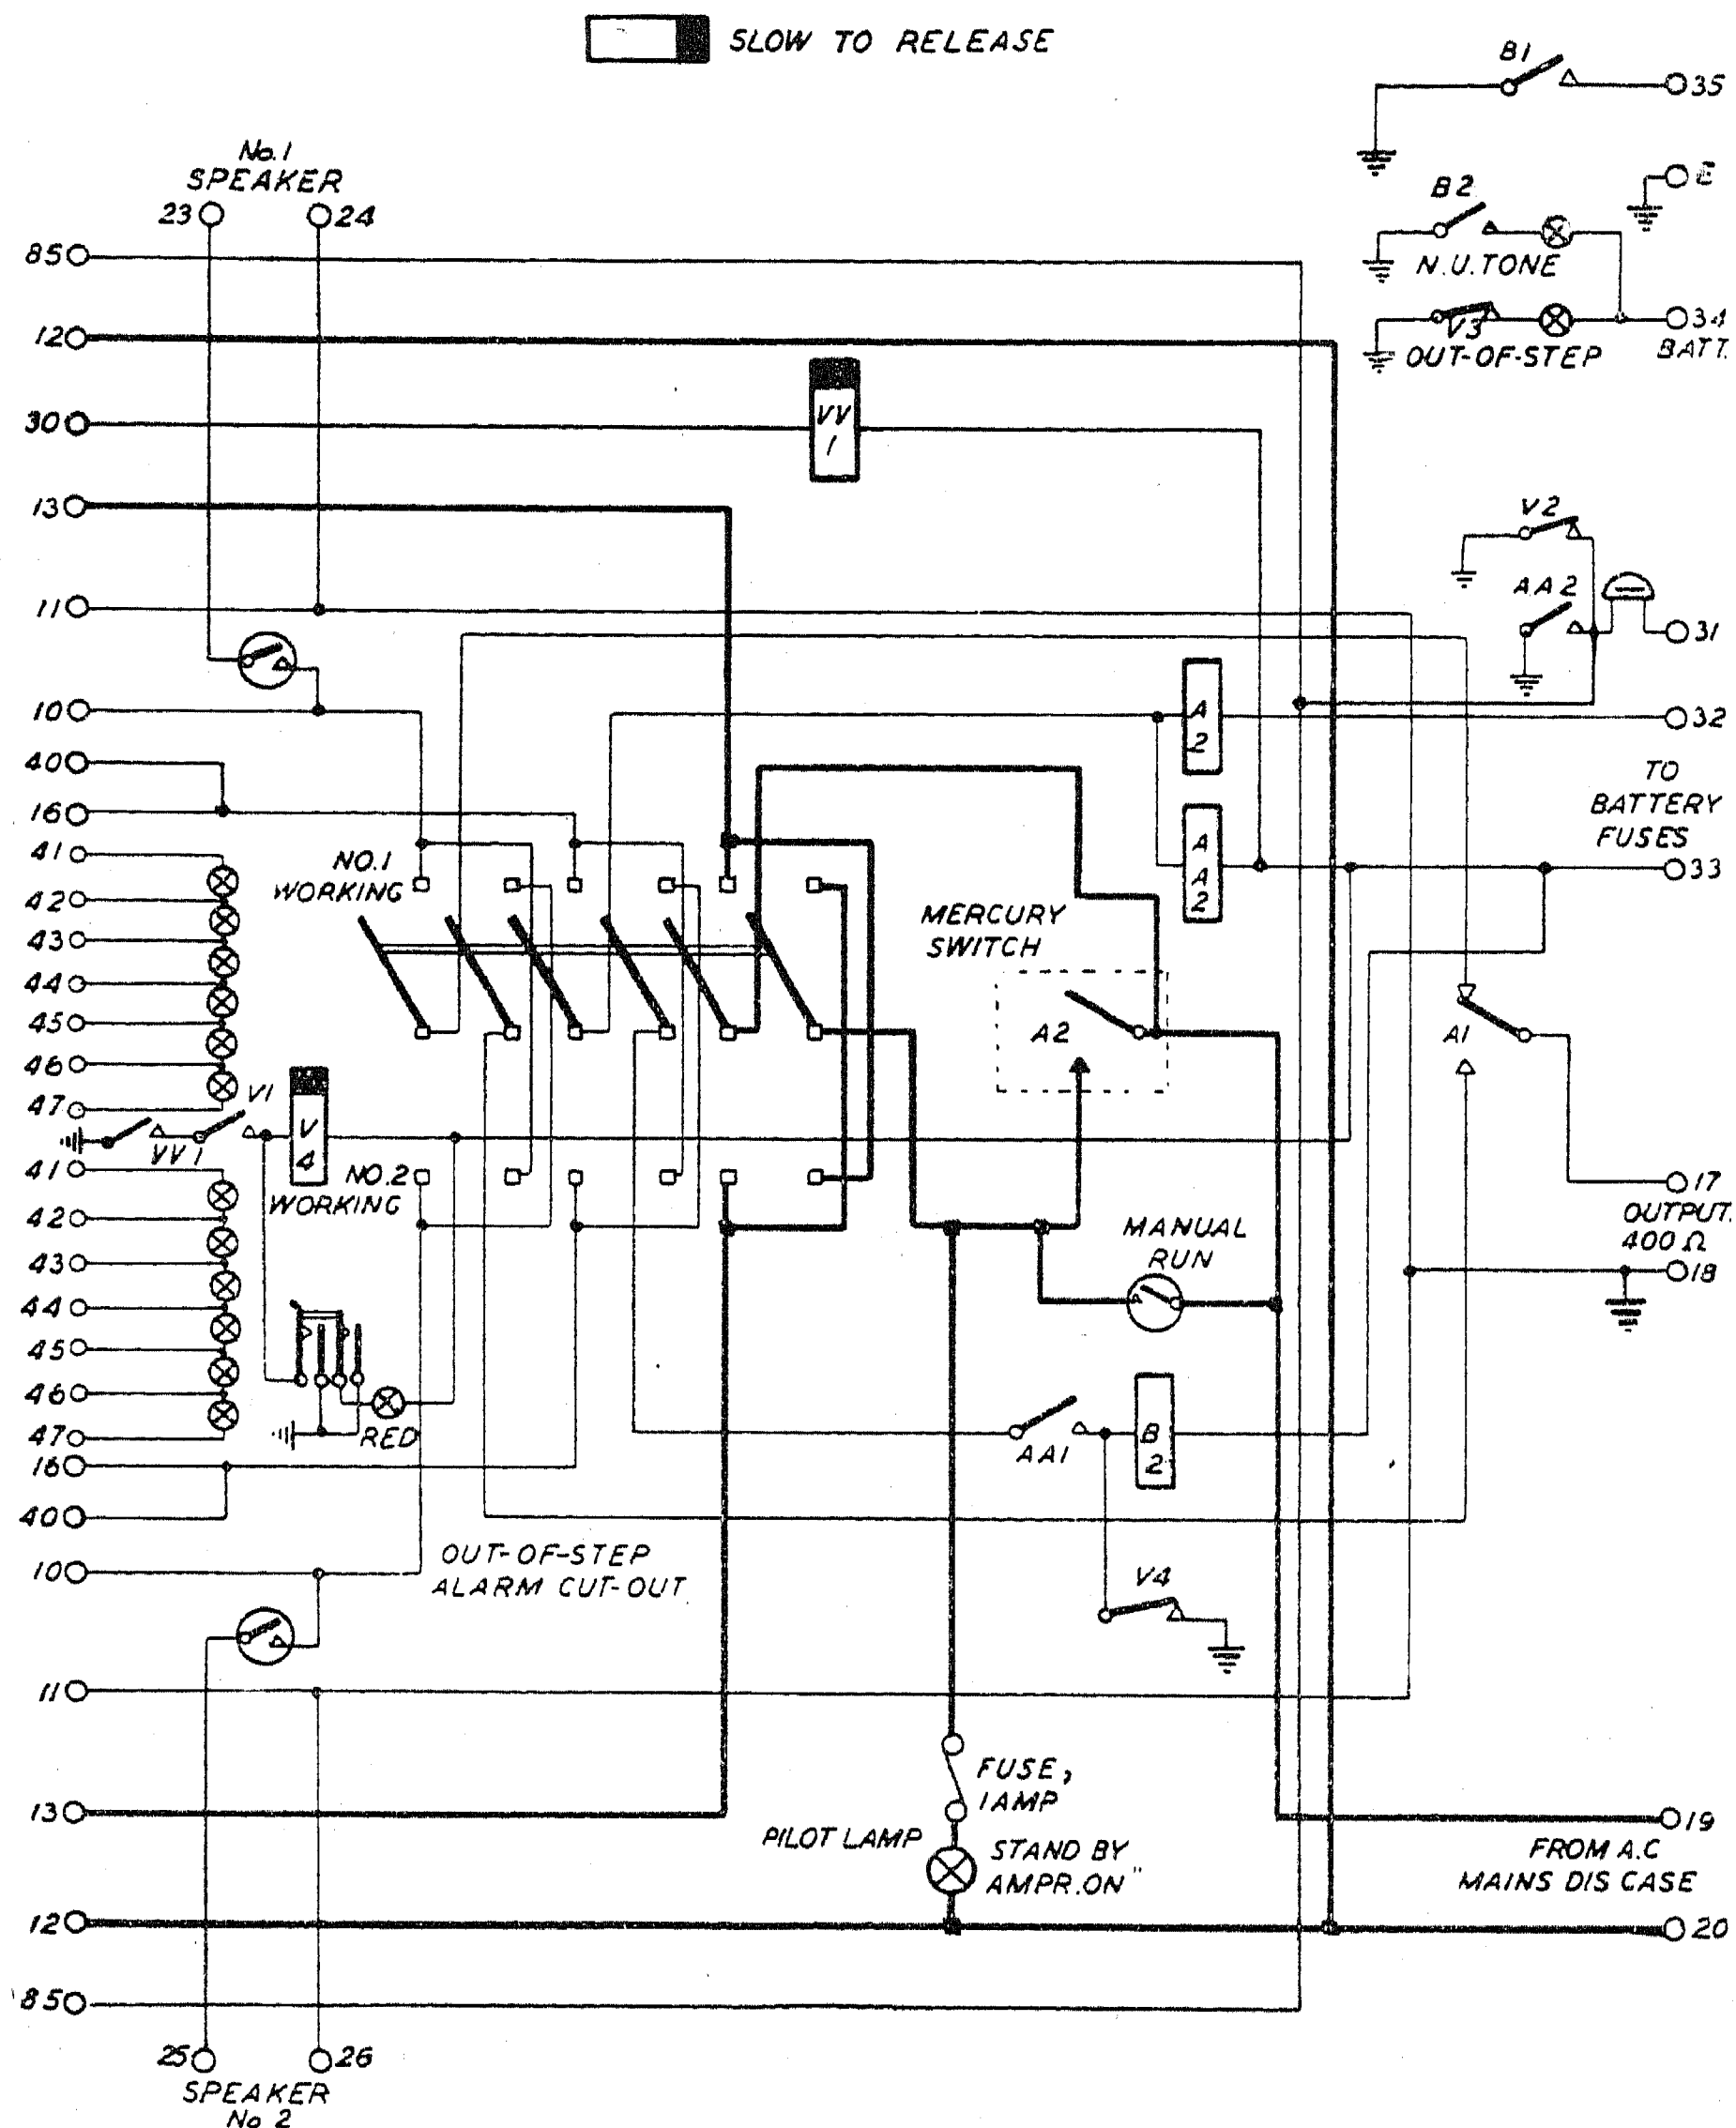 SLOW TO RELEASE
B1
35
E
B2
N.U. TONE
V3
34
OUT-OF-STEP
BATT.
No.1
SPEAKER
23
24
85
12
30
VV
1
13
V2
11
AA2
31
10
A
2
32
40
TO
BATTERY
FUSES
16
A
A
2
33
41
NO.1
WORKING
42
MERCURY
SWITCH
43
44
45
A2
A1
46
47
V1
VV1
V
4
41
NO.2
WORKING
17
42
OUTPUT.
400 Ω
MANUAL
RUN
43
18
44
45
46
47
RED
AA1
B
2
16
40
10
OUT-OF-STEP
ALARM CUT-OUT
V4
11
FUSE,
1AMP
13
19
PILOT LAMP
STAND BY
AMPR. ON"
FROM A.C
MAINS DIS CASE
12
20
85
25
26
SPEAKER
No 2